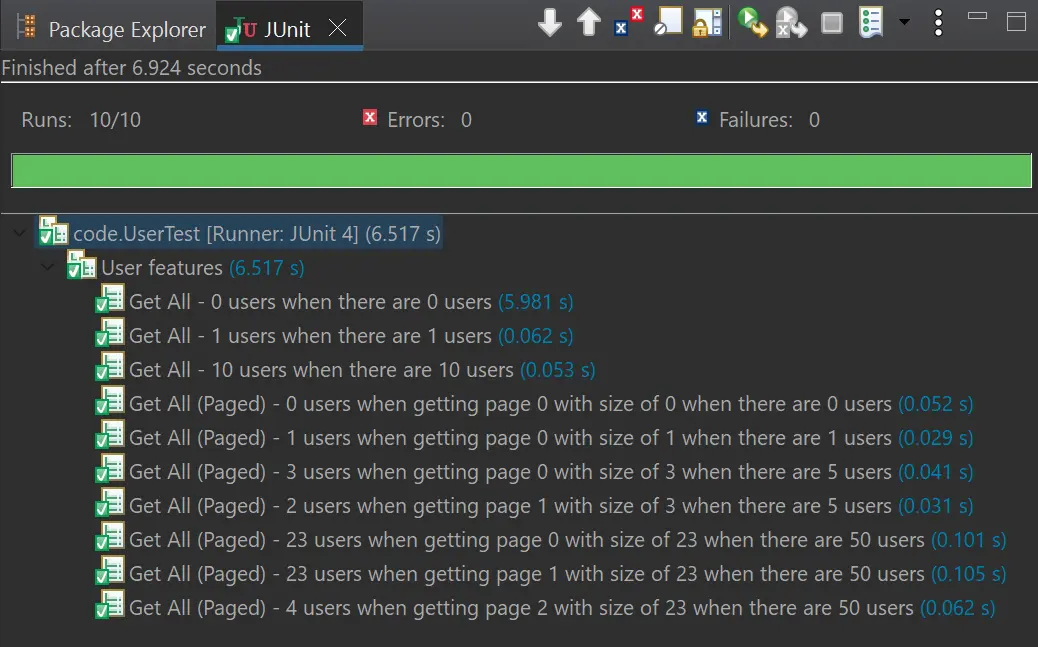 Package Explorer JUnit
Finished after 6.924 seconds
Runs: 10/10 Errors: 0 Failures: 0
code.UserTest [Runner: JUnit 4] (6.517 s)
User features (6.517 s)
Get All - 0 users when there are 0 users (5.981 s)
Get All - 1 users when there are 1 users (0.062 s)
Get All - 10 users when there are 10 users (0.053 s)
Get All (Paged) - 0 users when getting page 0 with size of 0 when there are 0 users (0.052 s)
Get All (Paged) - 1 users when getting page 0 with size of 1 when there are 1 users (0.029 s)
Get All (Paged) - 3 users when getting page 0 with size of 3 when there are 5 users (0.041 s)
Get All (Paged) - 2 users when getting page 1 with size of 3 when there are 5 users (0.031 s)
Get All (Paged) - 23 users when getting page 0 with size of 23 when there are 50 users (0.101 s)
Get All (Paged) - 23 users when getting page 1 with size of 23 when there are 50 users (0.105 s)
Get All (Paged) - 4 users when getting page 2 with size of 23 when there are 50 users (0.062 s)